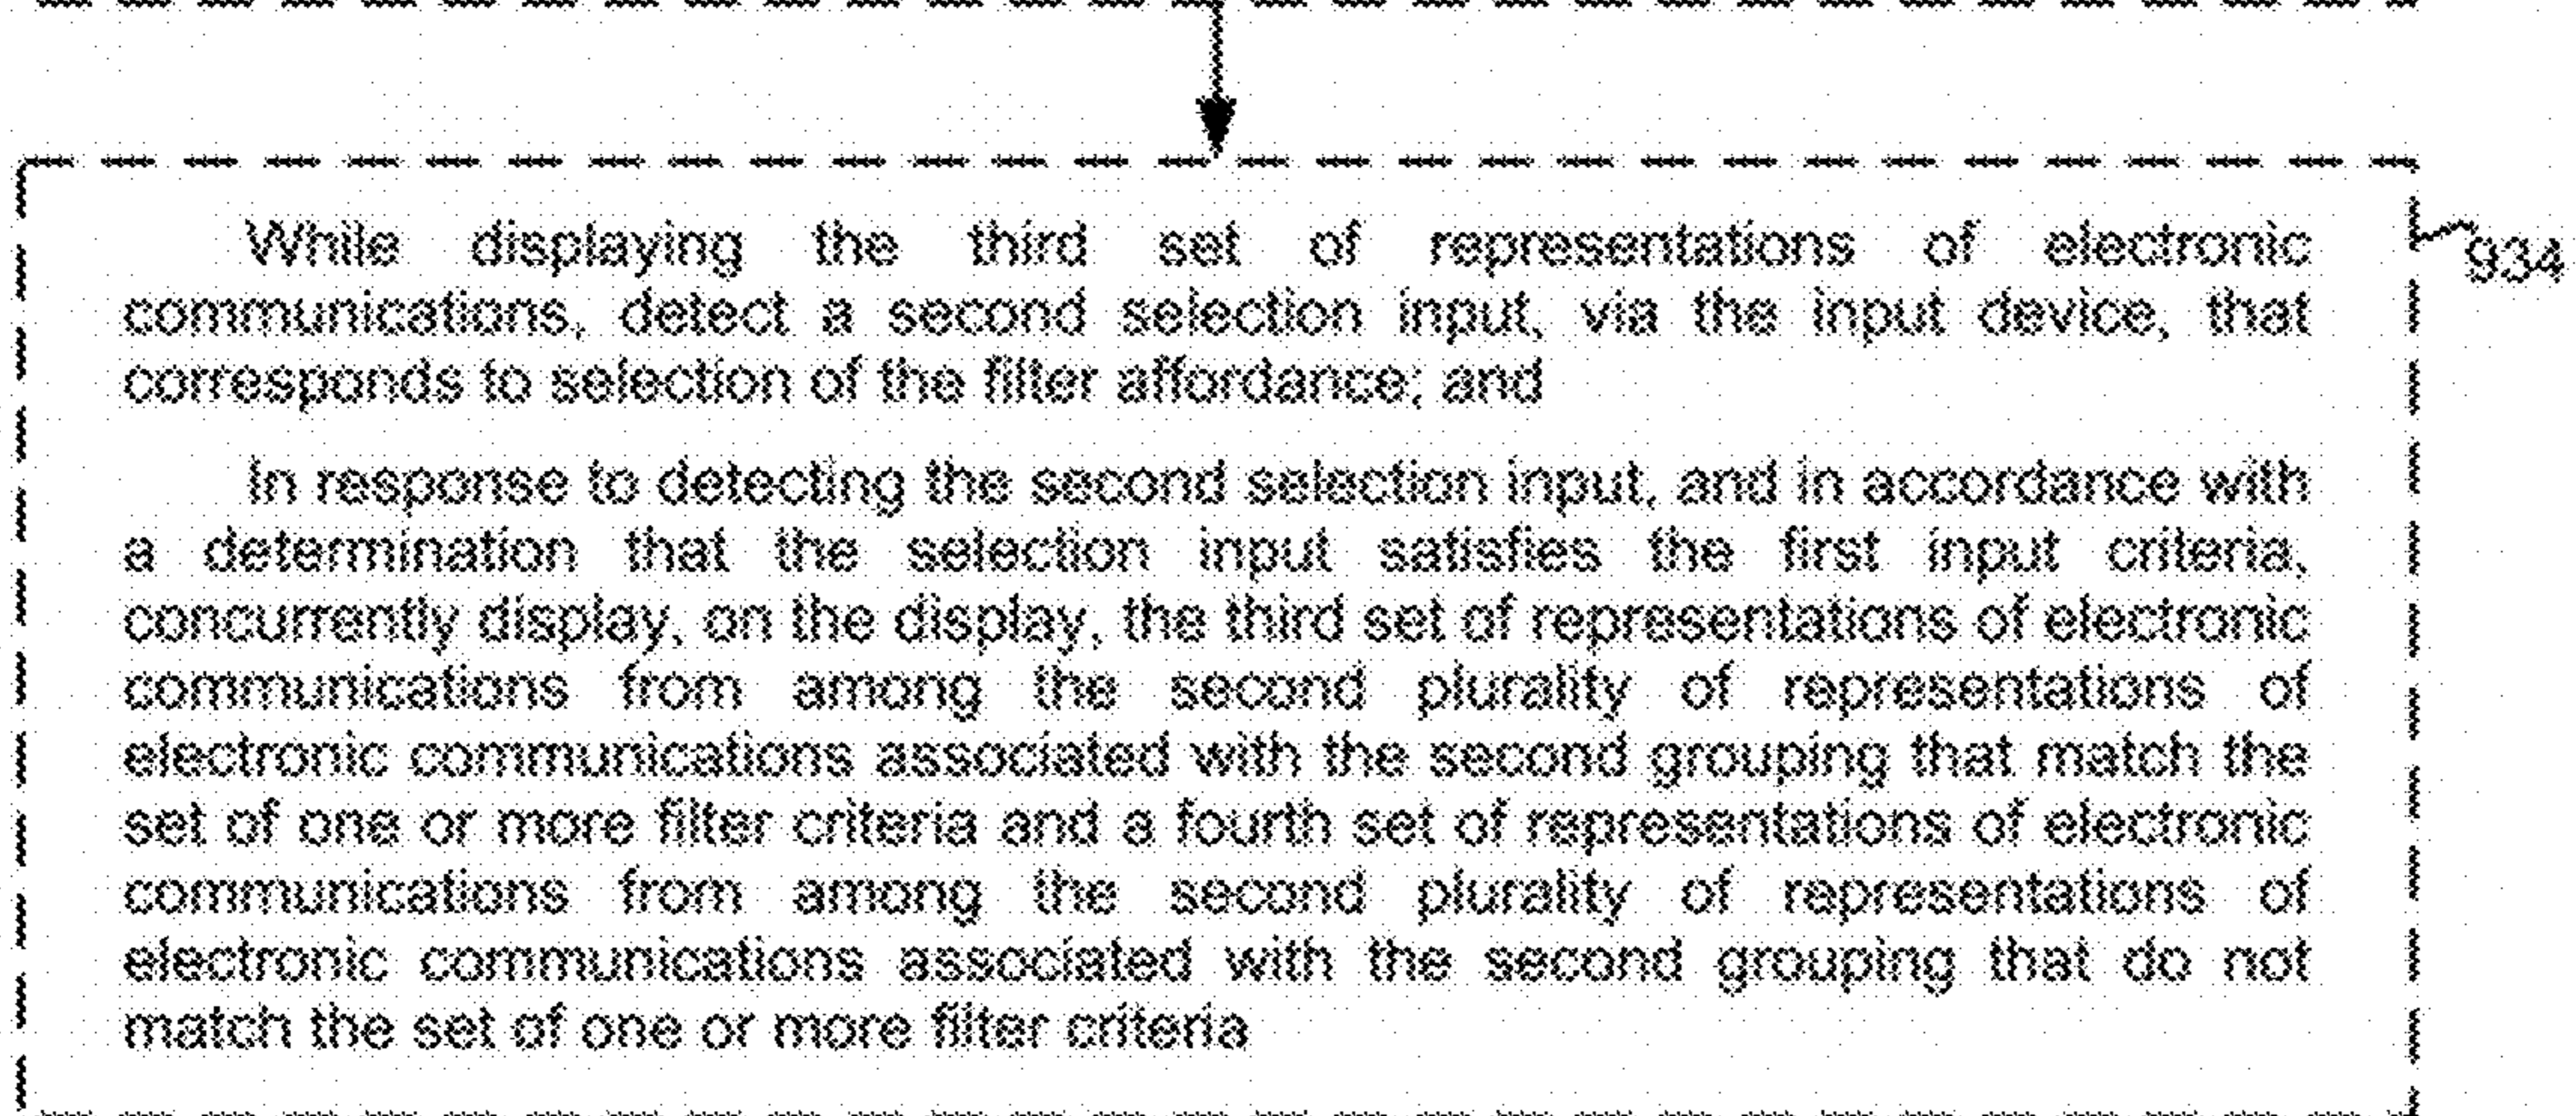 While displaying the third set of representations of electronic
communications, detect a second selection input, via the input device, that
corresponds to selection of the filter affordance; and
In response to detecting the second selection input, and in accordance with
a determination that the selection input satisfies the first input criteria,
concurrently display, on the display, the third set of representations of electronic
communications from among the second plurality of representations of
electronic communications associated with the second grouping that match the
set of one or more filter criteria and a fourth set of representations of electronic
communications from among the second plurality of representations of
electronic communications associated with the second grouping that do not
match the set of one or more filter criteria
934